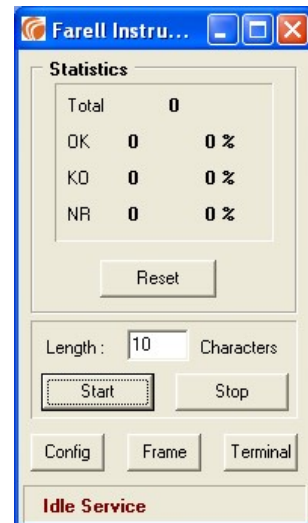 Farell Instru...
Statistics
Total 0
OK 0 0 %
KO 0 0 %
NR 0 0 %
Reset
Length : 10 Characters
Start Stop
Config Frame Terminal
Idle Service